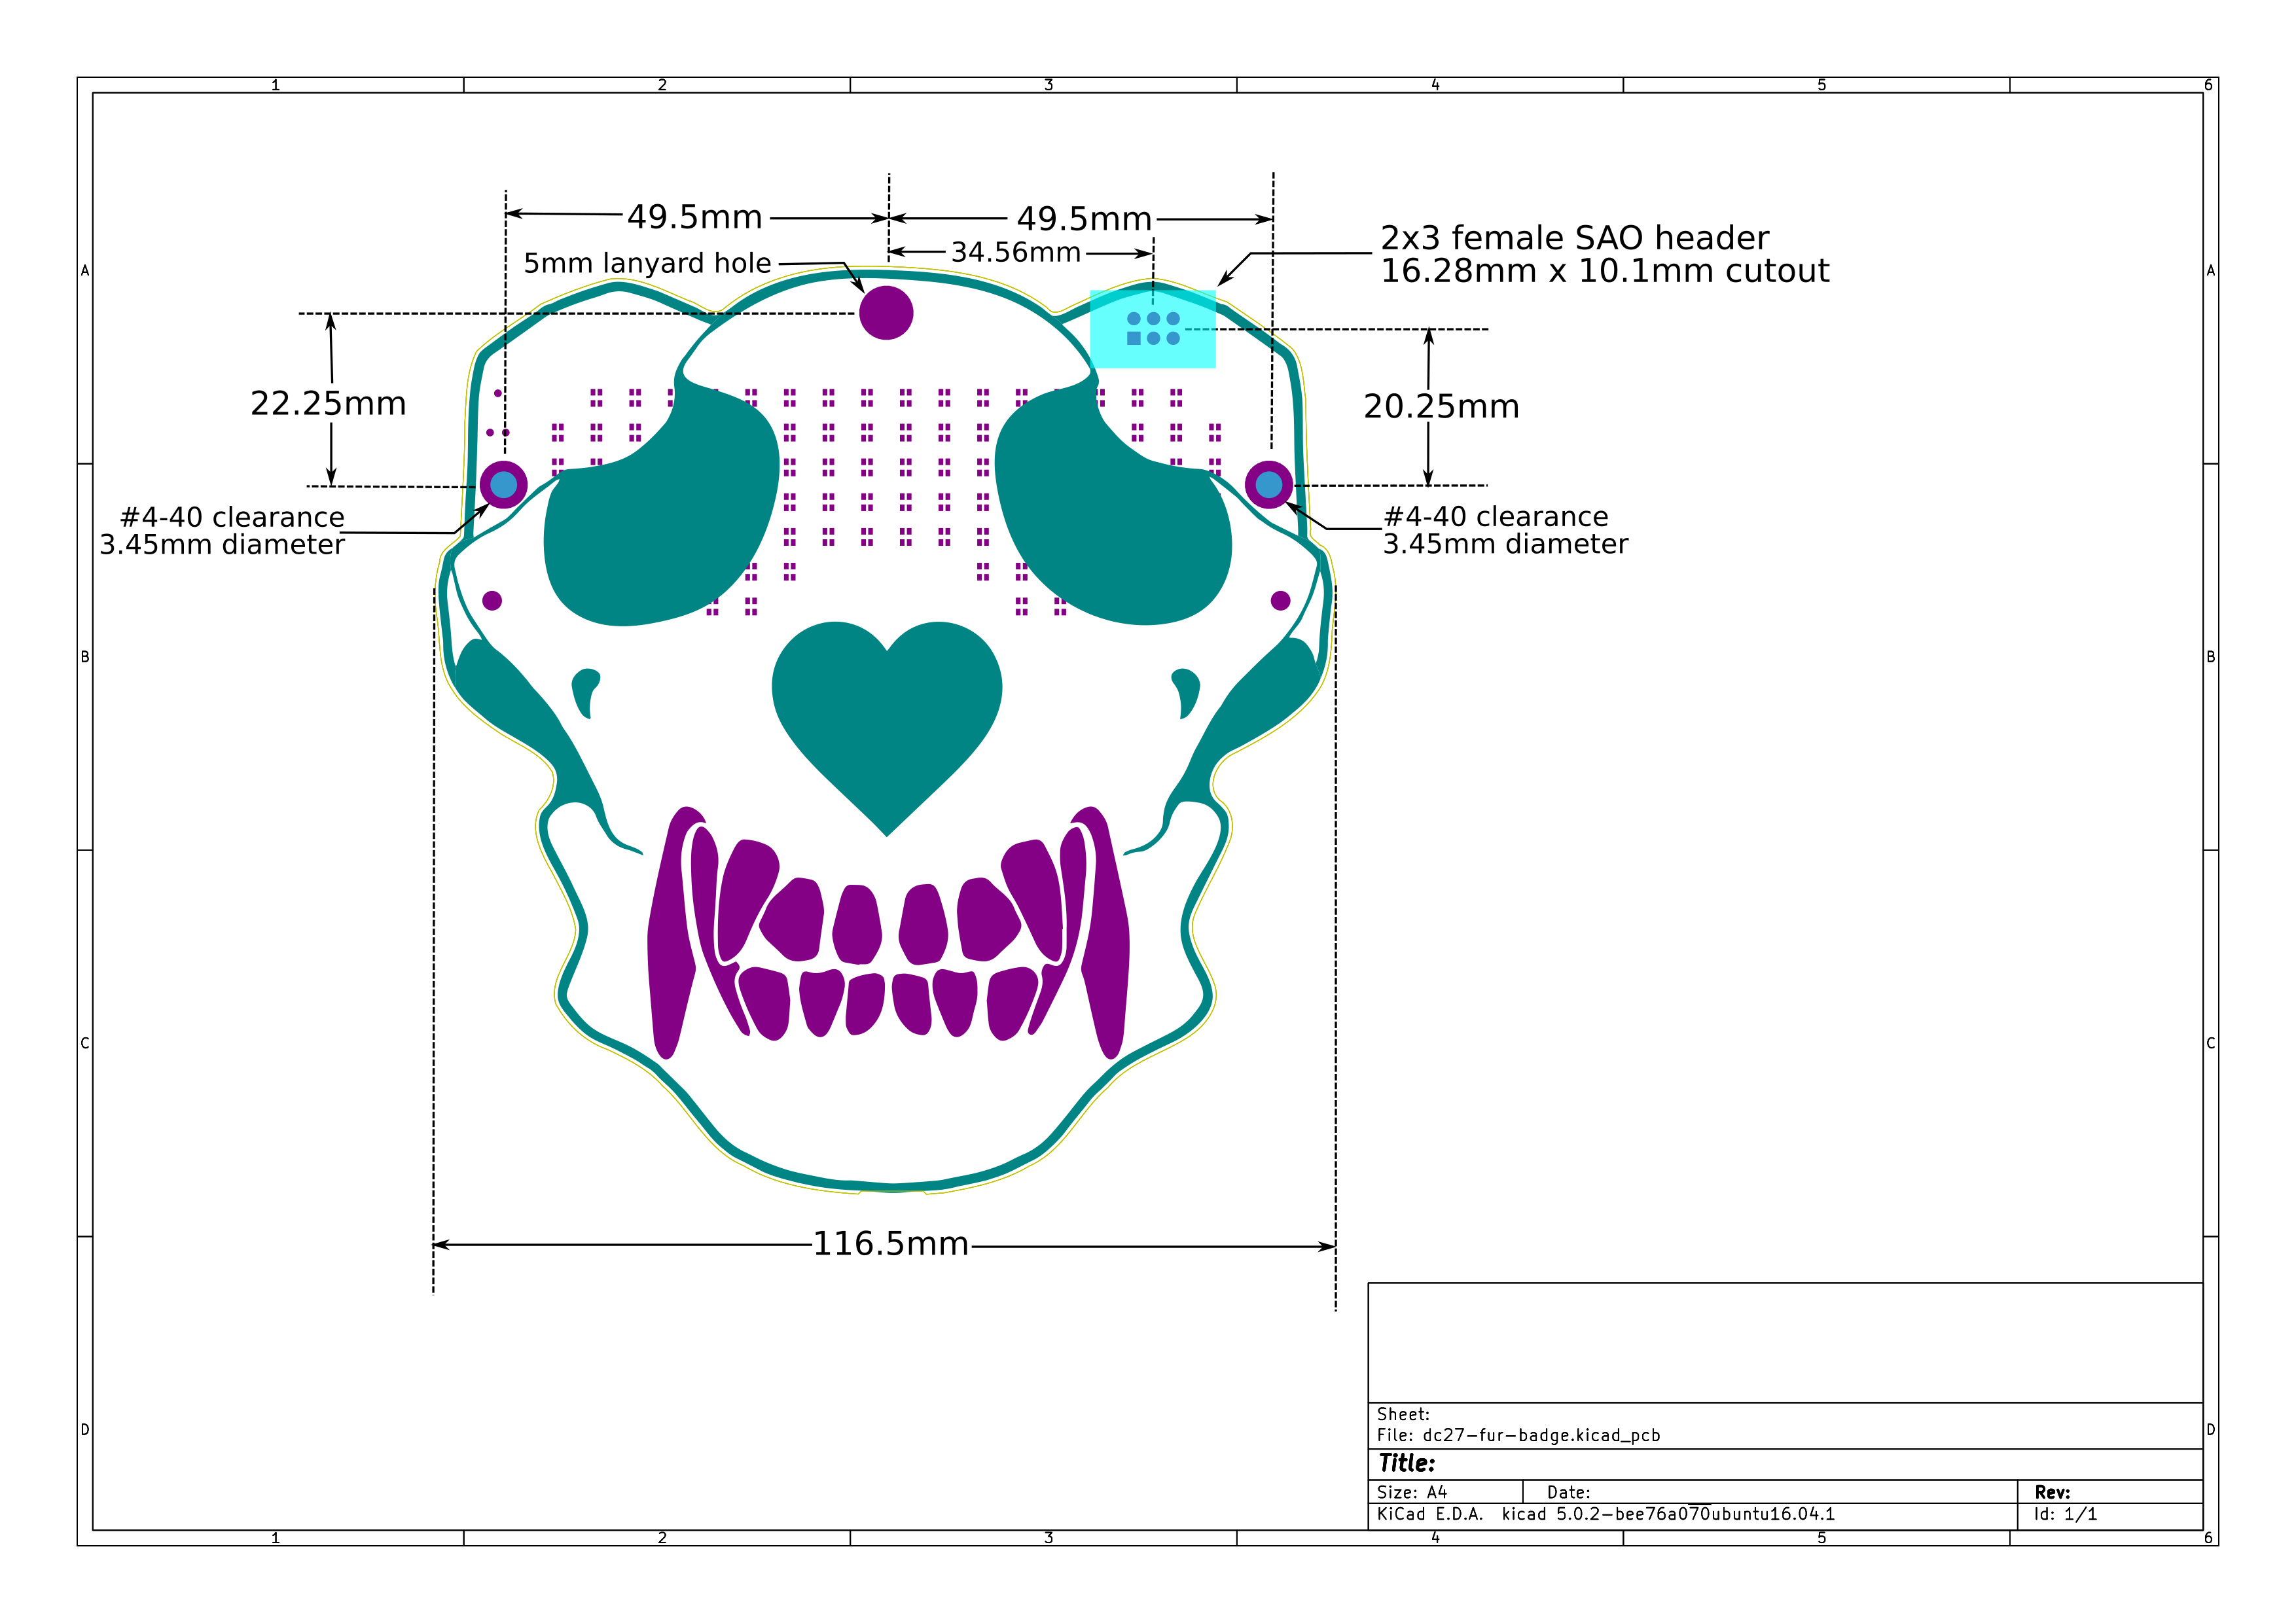 1 2 3 4 5 6
49.5mm
49.5mm
34.56mm
5mm lanyard hole
2x3 female SAO header
16.28mm x 10.1mm cutout
A
A
22.25mm
20.25mm
#4-40 clearance
3.45mm diameter
#4-40 clearance
3.45mm diameter
B
B
C
C
116.5mm
D
D
Sheet:
File: dc27-fur-badge.kicad_pcb
Title:
Size: A4
Date:
Rev:
KiCad E.D.A. kicad 5.0.2-bee76a070ubuntu16.04.1
Id: 1/1
1 2 3 4 5 6